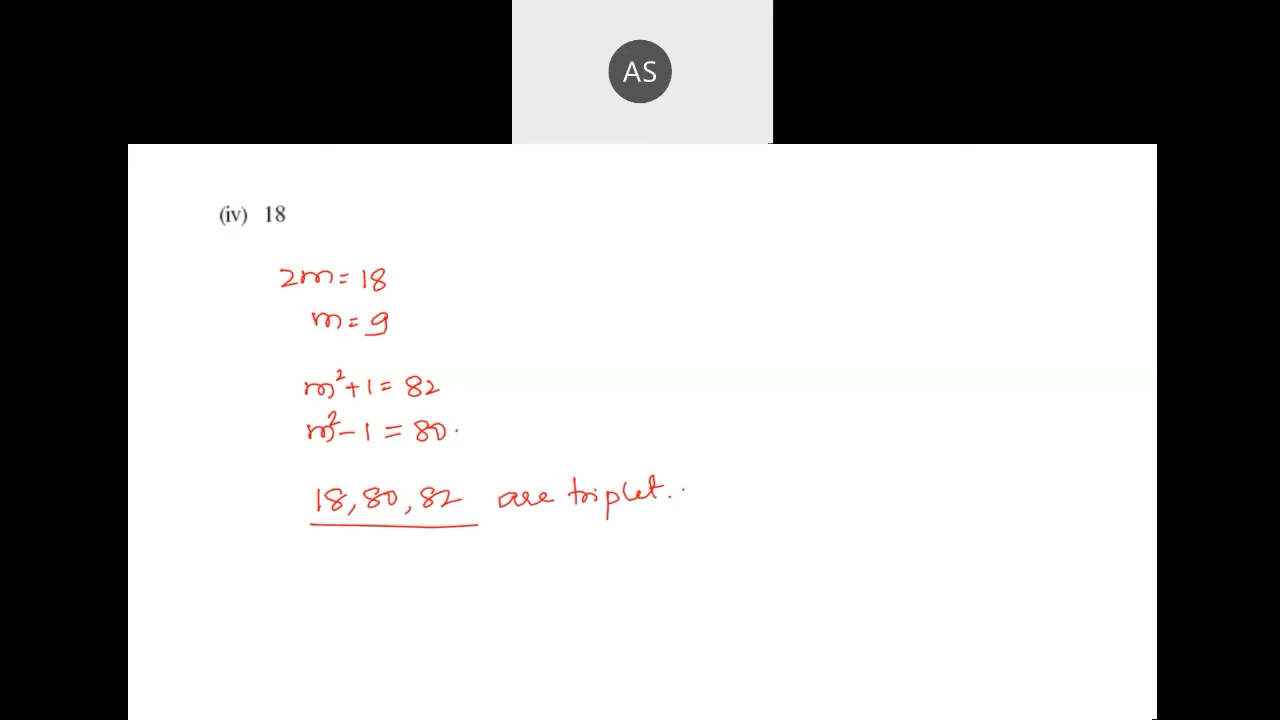 AS
(iv) 18
2m = 18
m = 9
m² + 1 = 82
m² - 1 = 80.
18, 80, 82 are triplet..